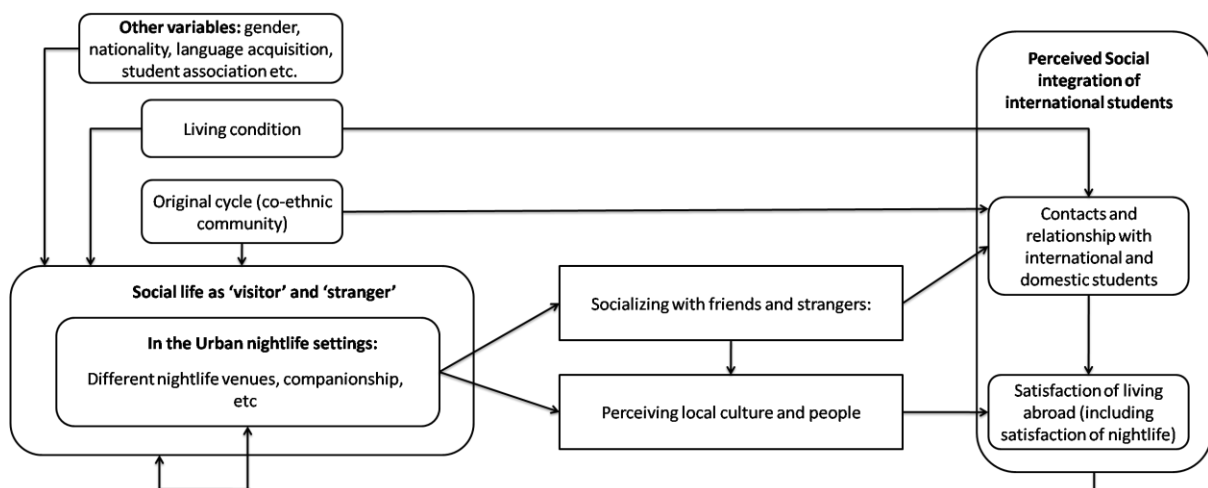 Other variables: gender,
nationality, language acquisition,
student association etc.
Living condition
Original cycle (co-ethnic
community)
Social life as ‘visitor’ and ‘stranger’
In the Urban nightlife settings:
Different nightlife venues, companionship,
etc
Socializing with friends and strangers:
Perceiving local culture and people
Perceived Social
integration of
international students
Contacts and
relationship with
international and
domestic students
Satisfaction of living
abroad (including
satisfaction of nightlife)